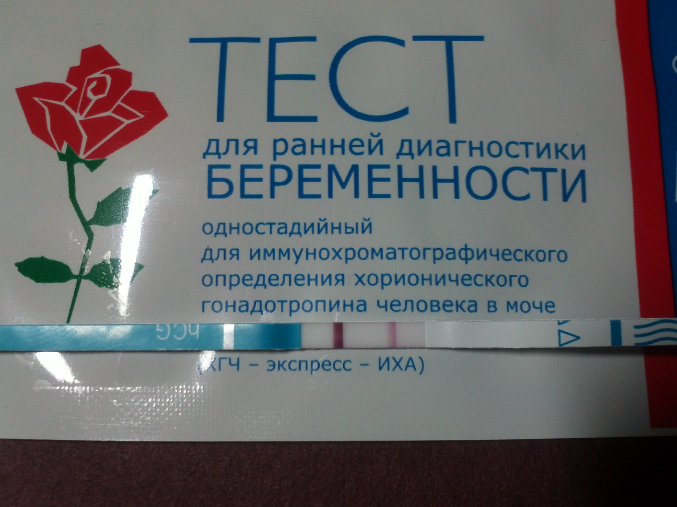 ТЕСТ
для ранней диагностики
БЕРЕМЕННОСТИ
одностадийный
для иммунохроматографического
определения хорионического
гонадотропина человека в моче
hCG
(ХГЧ – экспресс – ИХА)